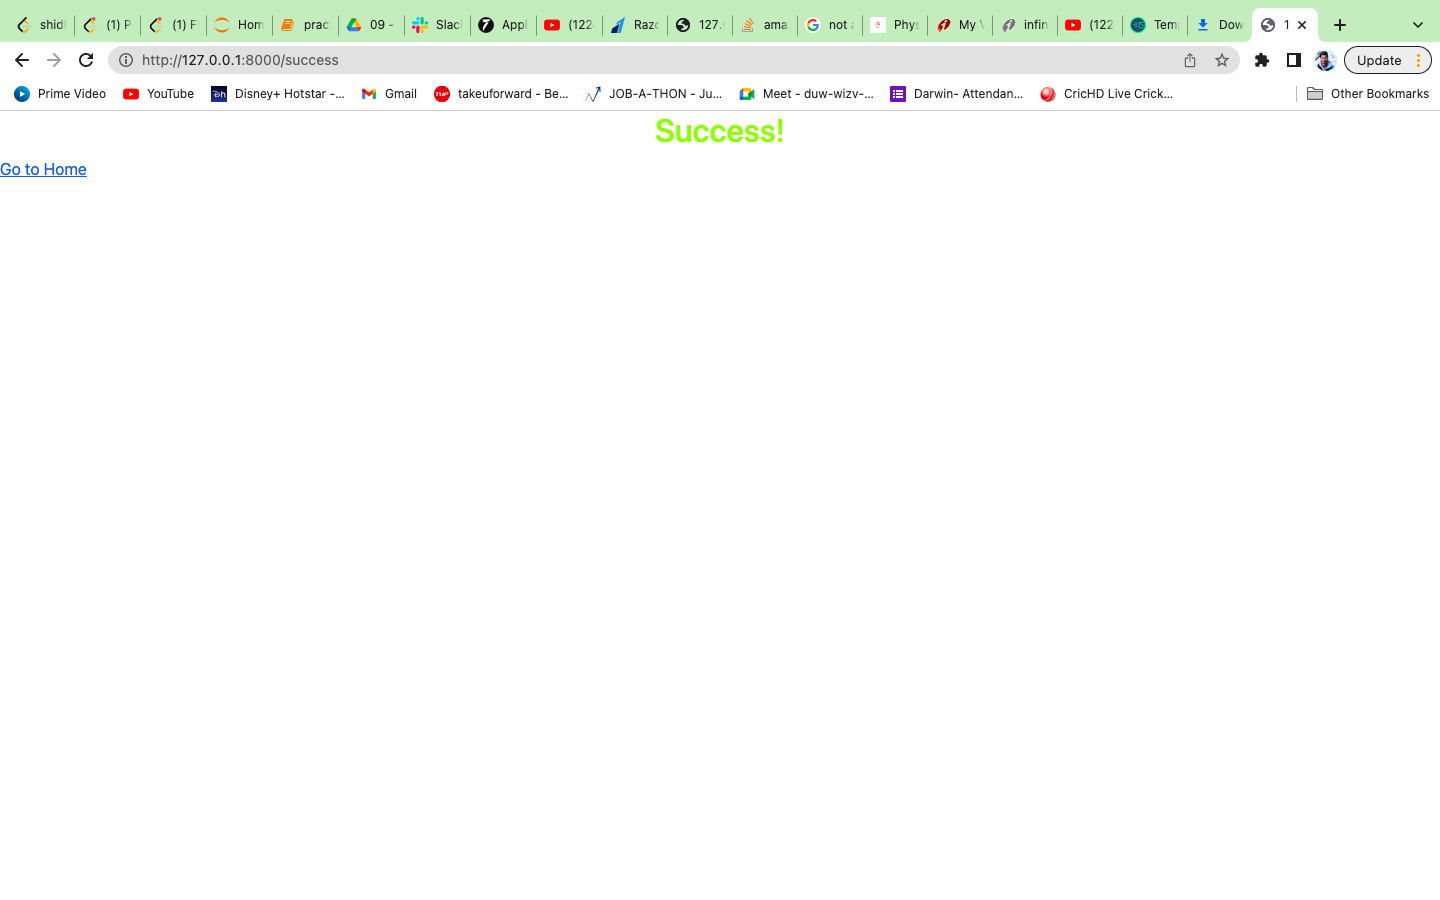 shid (1) P (1) F Hom prac 09 - Slac Appl (122 Razo 127. ama not a Phys My V infin (122 Temp Dow 1
http://127.0.0.1:8000/success Update
Prime Video YouTube Disney+ Hotstar -... Gmail takeuforward - Be... JOB-A-THON - Ju... Meet - duw-wizv-... Darwin- Attendan... CricHD Live Crick... Other Bookmarks
Success!
Go to Home